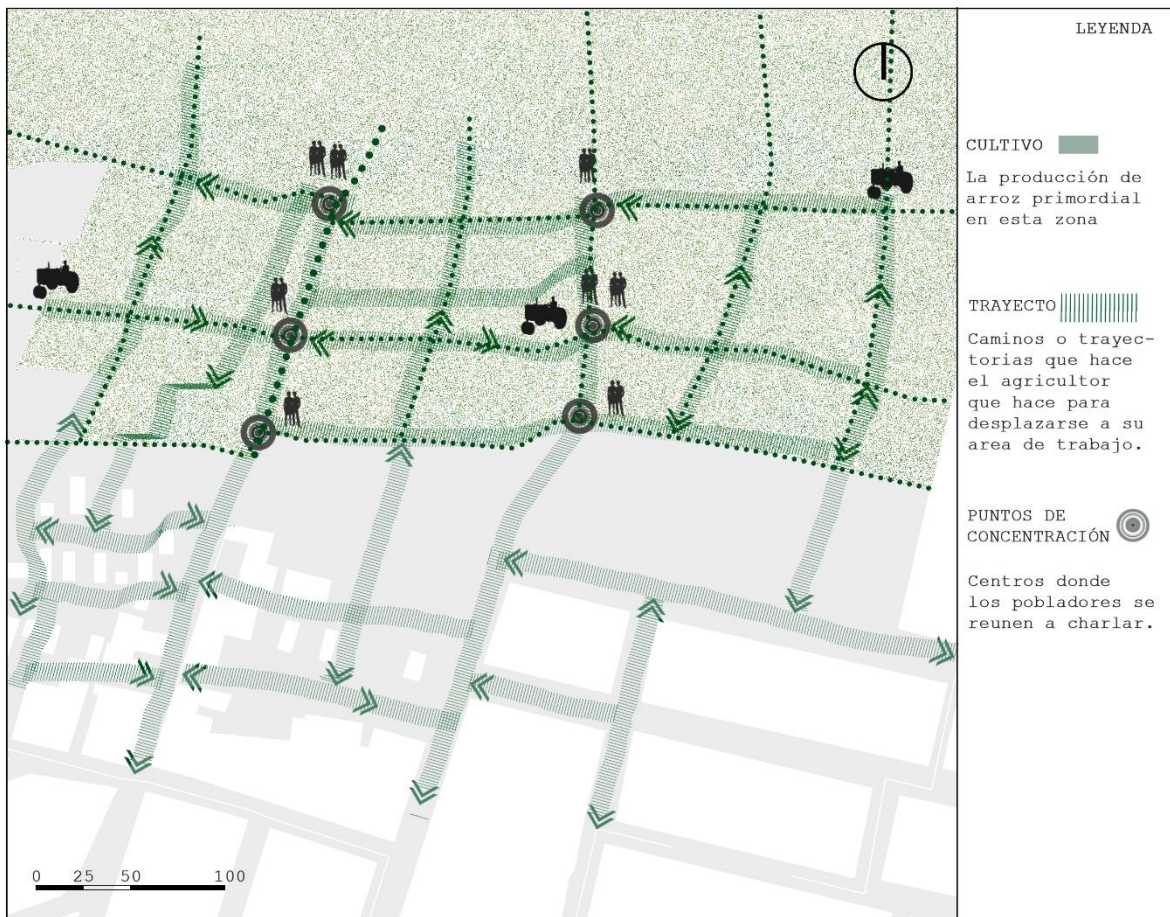 LEYENDA
CULTIVO
La producción de
arroz primordial
en esta zona
TRAYECTO
Caminos o trayec-
torias que hace
el agricultor
que hace para
desplazarse a su
area de trabajo.
PUNTOS DE
CONCENTRACIÓN
Centros donde
los pobladores se
reunen a charlar.
0 25 50 100